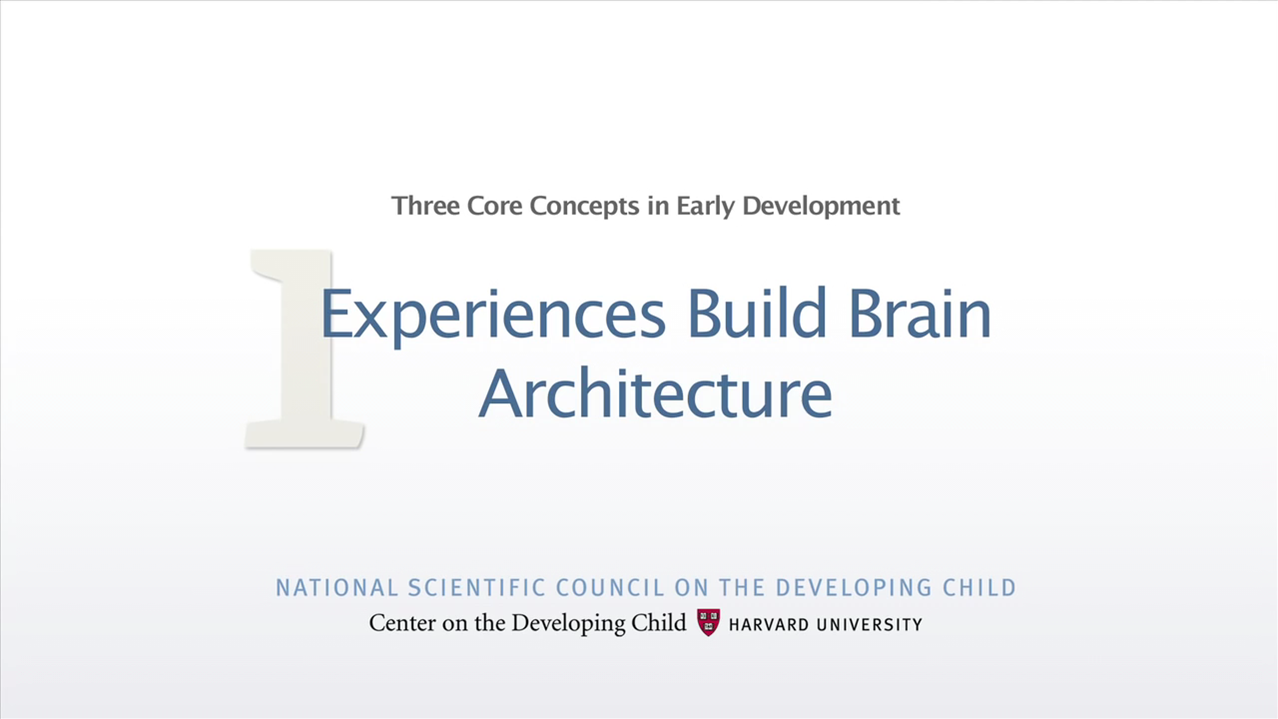 Three Core Concepts in Early Development
1
Experiences Build Brain
Architecture
NATIONAL SCIENTIFIC COUNCIL ON THE DEVELOPING CHILD
Center on the Developing Child HARVARD UNIVERSITY